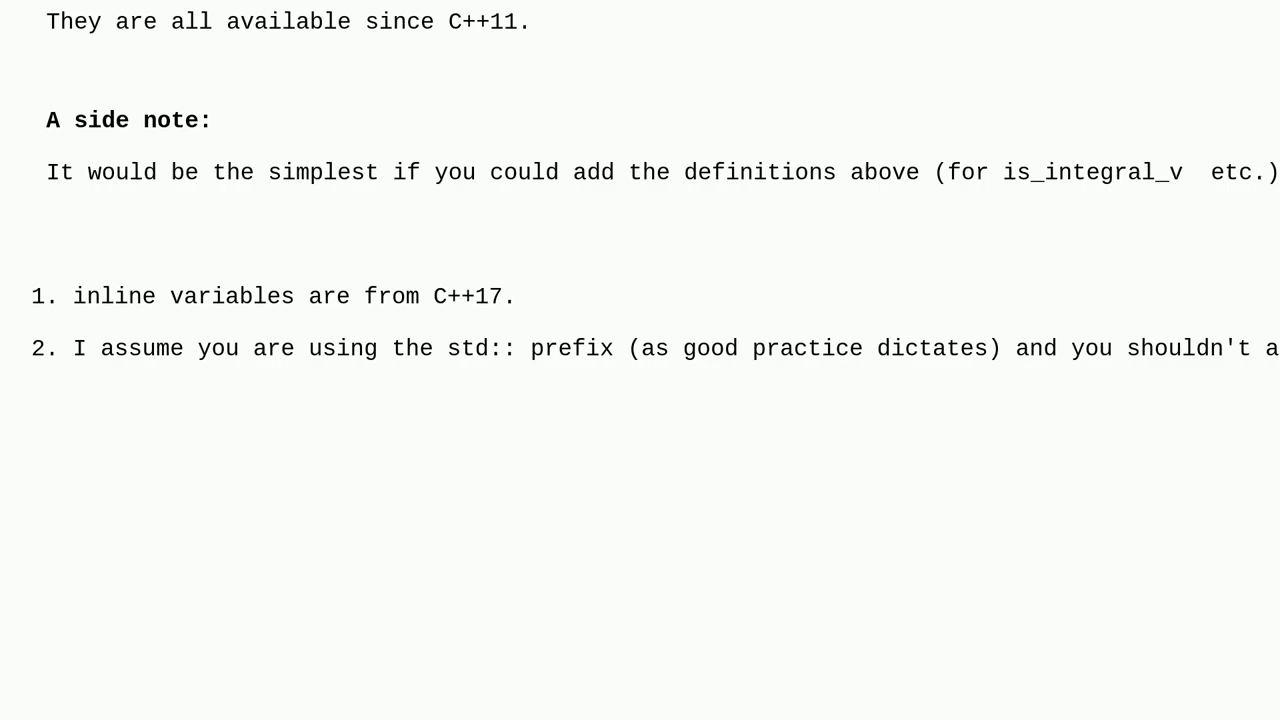 They are all available since C++11.
A side note:
It would be the simplest if you could add the definitions above (for is_integral_v  etc.)
1. inline variables are from C++17.
2. I assume you are using the std:: prefix (as good practice dictates) and you shouldn't a